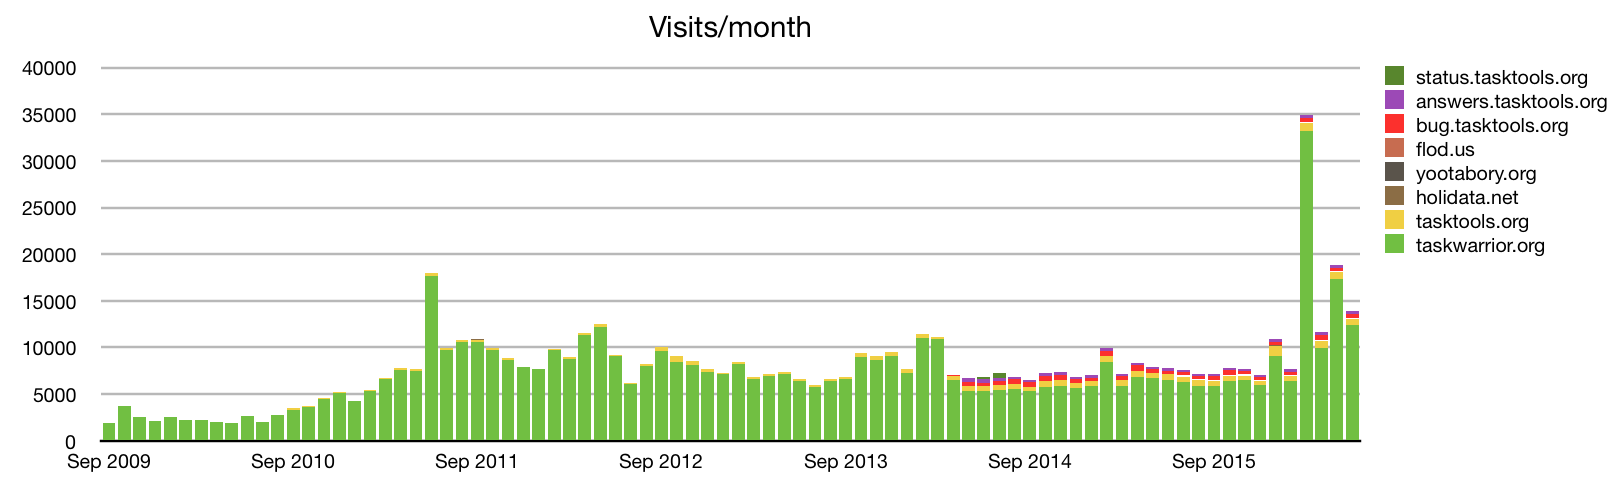 Visits/month
40000
35000
30000
25000
20000
15000
10000
5000
0
Sep 2009 Sep 2010 Sep 2011 Sep 2012 Sep 2013 Sep 2014 Sep 2015
status.tasktools.org
answers.tasktools.org
bug.tasktools.org
flod.us
yootabory.org
holidata.net
tasktools.org
taskwarrior.org